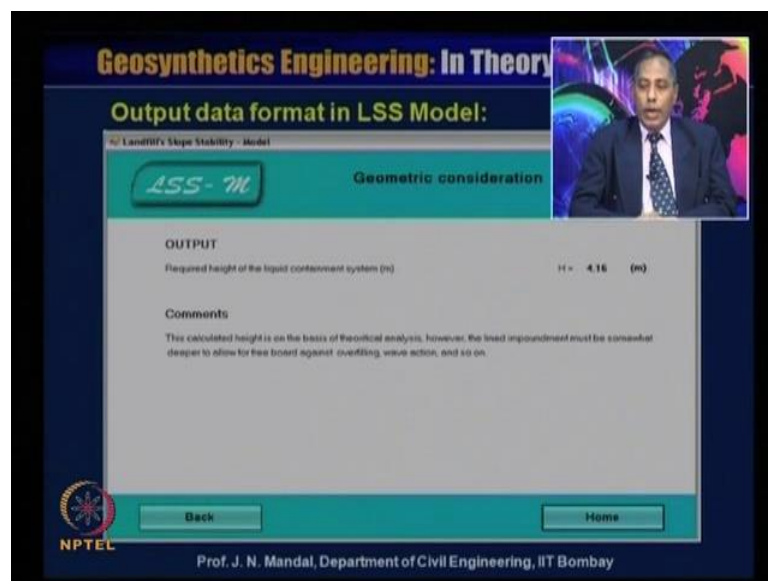 Geosynthetics Engineering: In Theory
Output data format in LSS Model:
Landfill's Slope Stability - Model
LSS- M
Geometric consideration
OUTPUT
Required height of the liquid containment system (m)
H = 4.16 (m)
Comments
This calculated height is on the basis of theoritical analysis, however, the lined impoundment must be somewhat
deeper to allow for free board against overfilling, wave action, and so on.
Back
Home
NPTEL
Prof. J. N. Mandal, Department of Civil Engineering, IIT Bombay